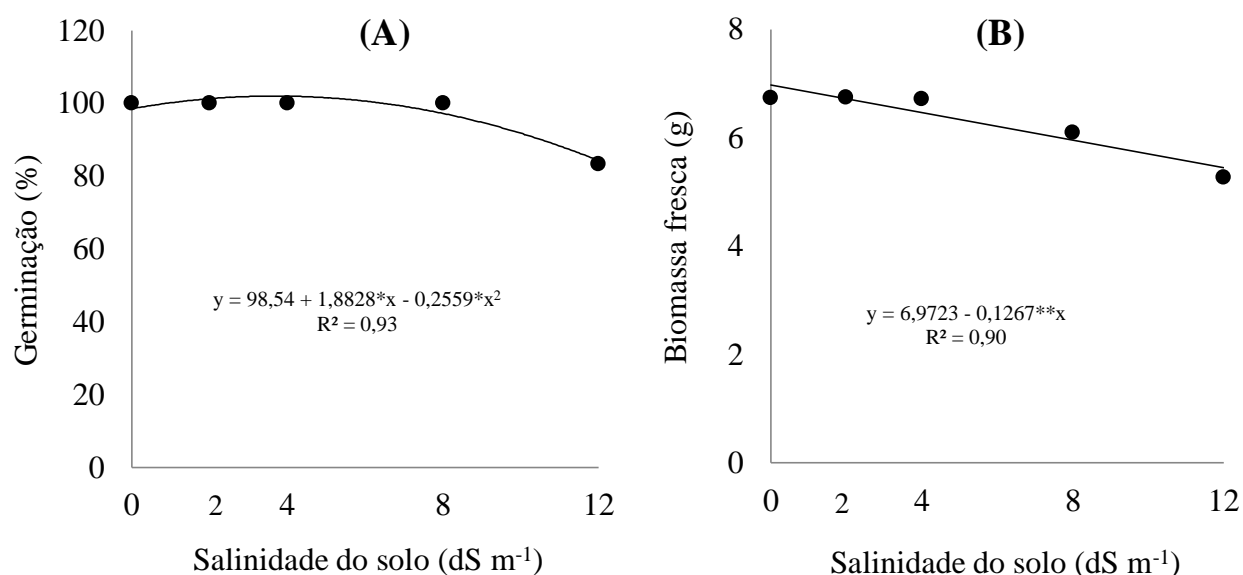 (A)
120
100
80
60
40
20
0
Germinação (%)
y = 98,54 + 1,8828*x - 0,2559*x²
R² = 0,93
0 2 4 8 12
Salinidade do solo (dS m⁻¹)
(B)
8
6
4
2
0
Biomassa fresca (g)
y = 6,9723 - 0,1267**x
R² = 0,90
0 2 4 8 12
Salinidade do solo (dS m⁻¹)